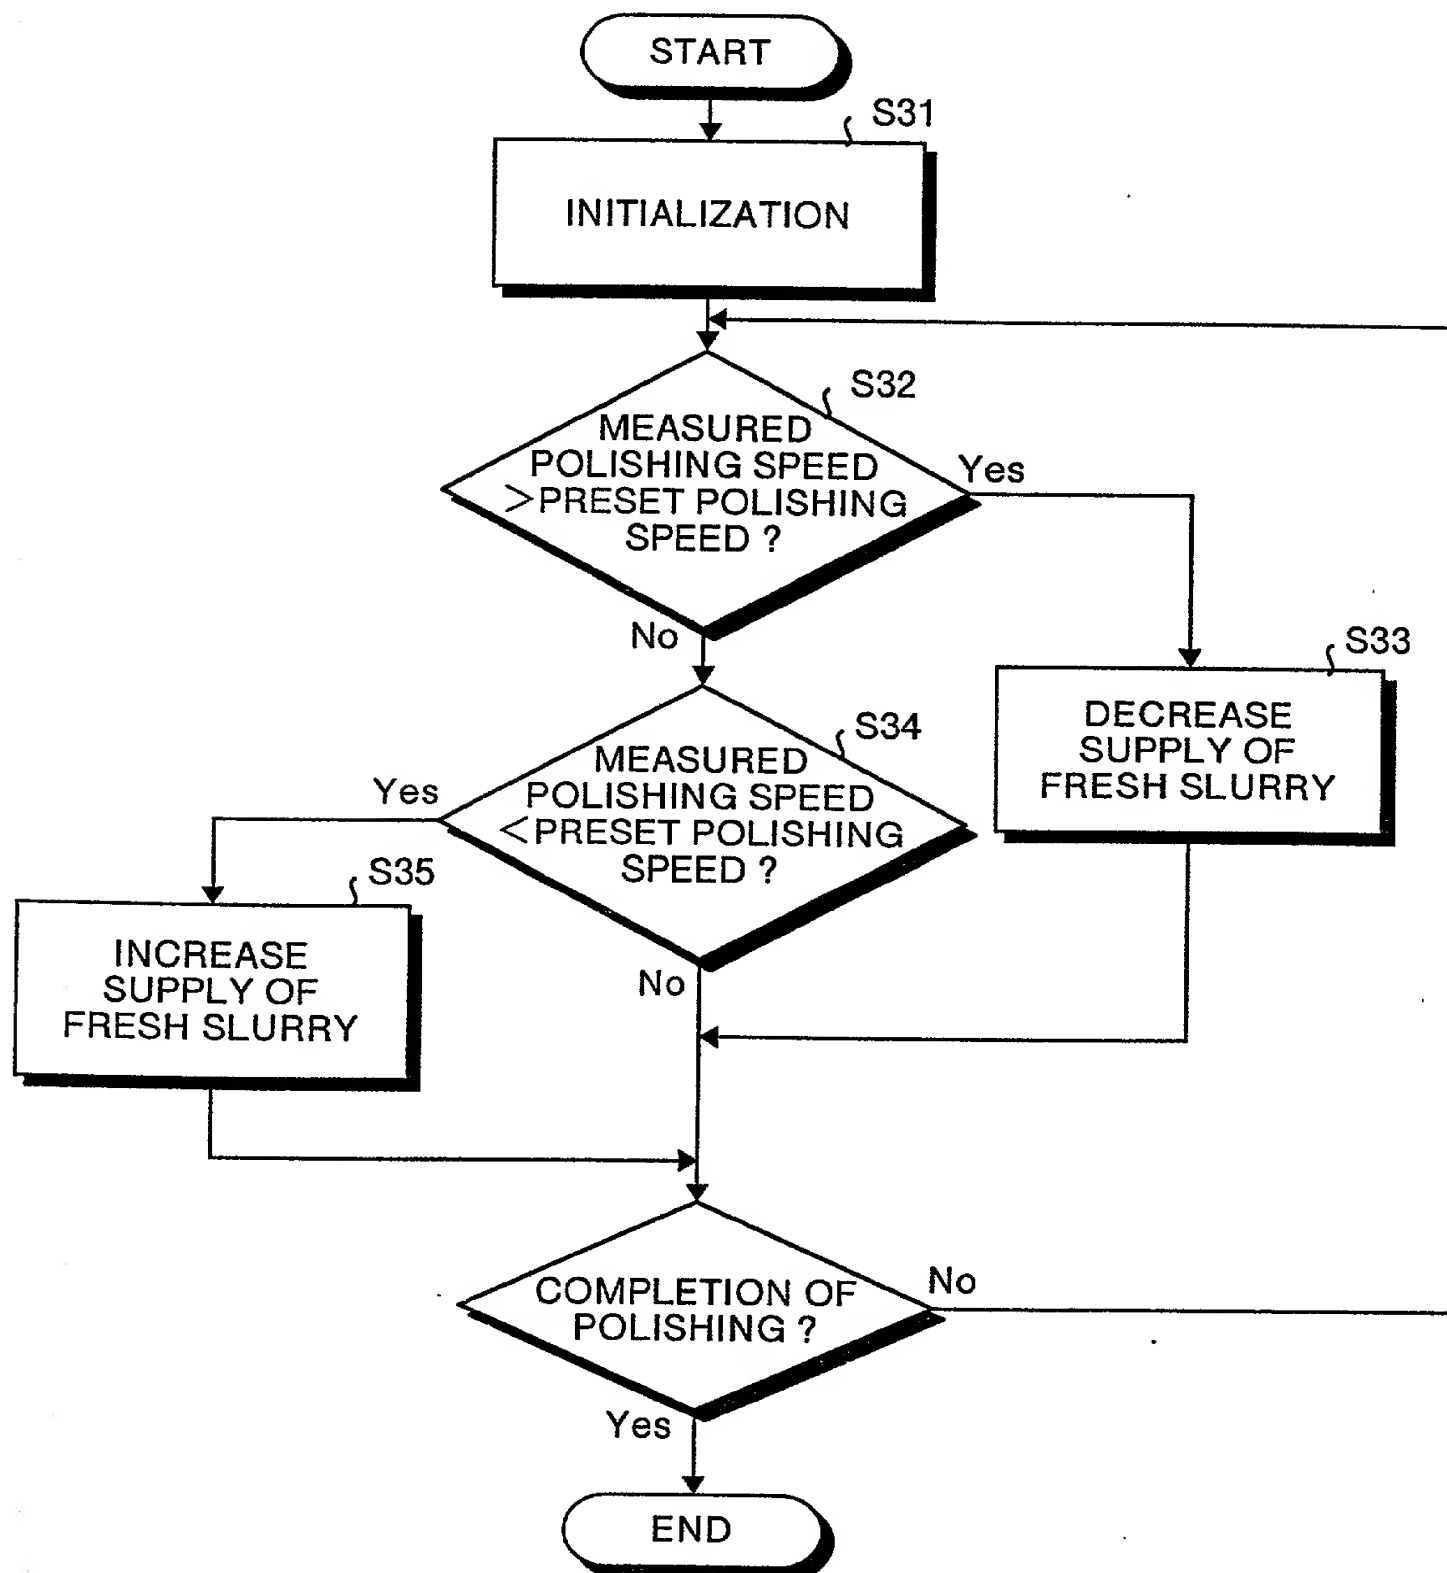 START
S31
INITIALIZATION
S32
MEASURED
POLISHING SPEED
>PRESET POLISHING
SPEED ?
Yes
No
S33
DECREASE
SUPPLY OF
FRESH SLURRY
S34
MEASURED
POLISHING SPEED
<PRESET POLISHING
SPEED ?
Yes
No
S35
INCREASE
SUPPLY OF
FRESH SLURRY
COMPLETION OF
POLISHING ?
No
Yes
END